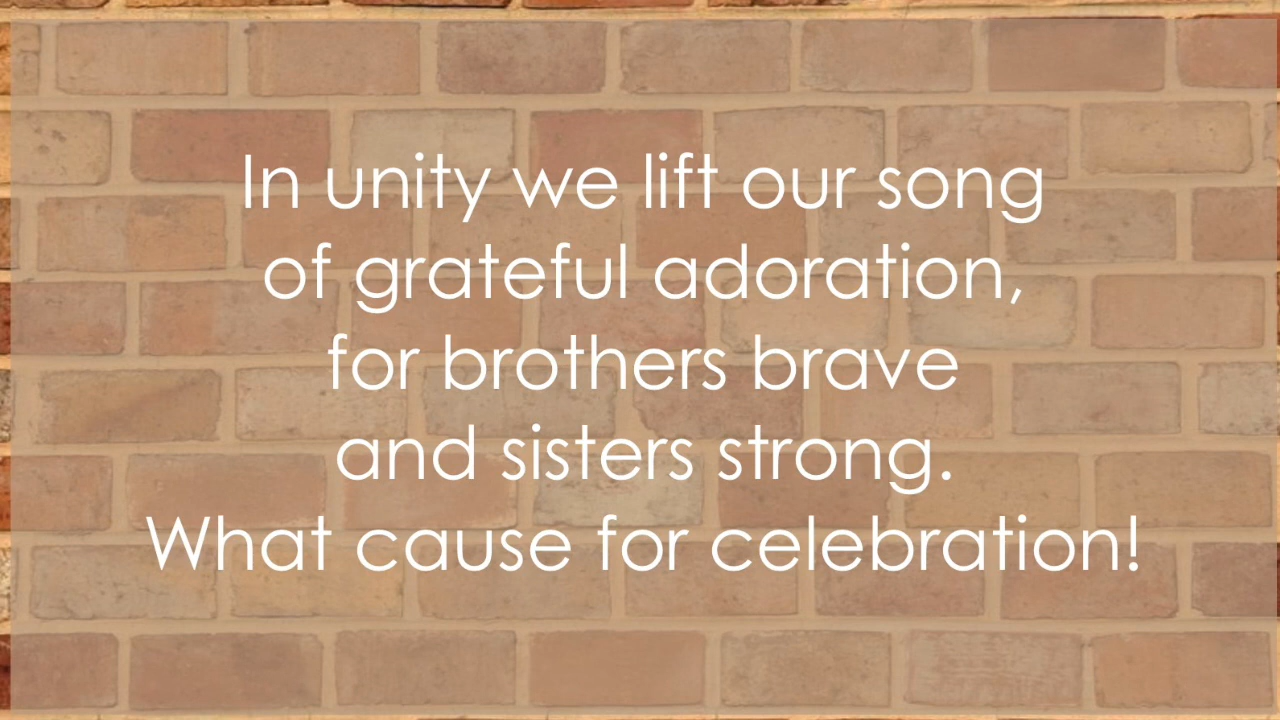 In unity we lift our song
of grateful adoration,
for brothers brave
and sisters strong.
What cause for celebration!